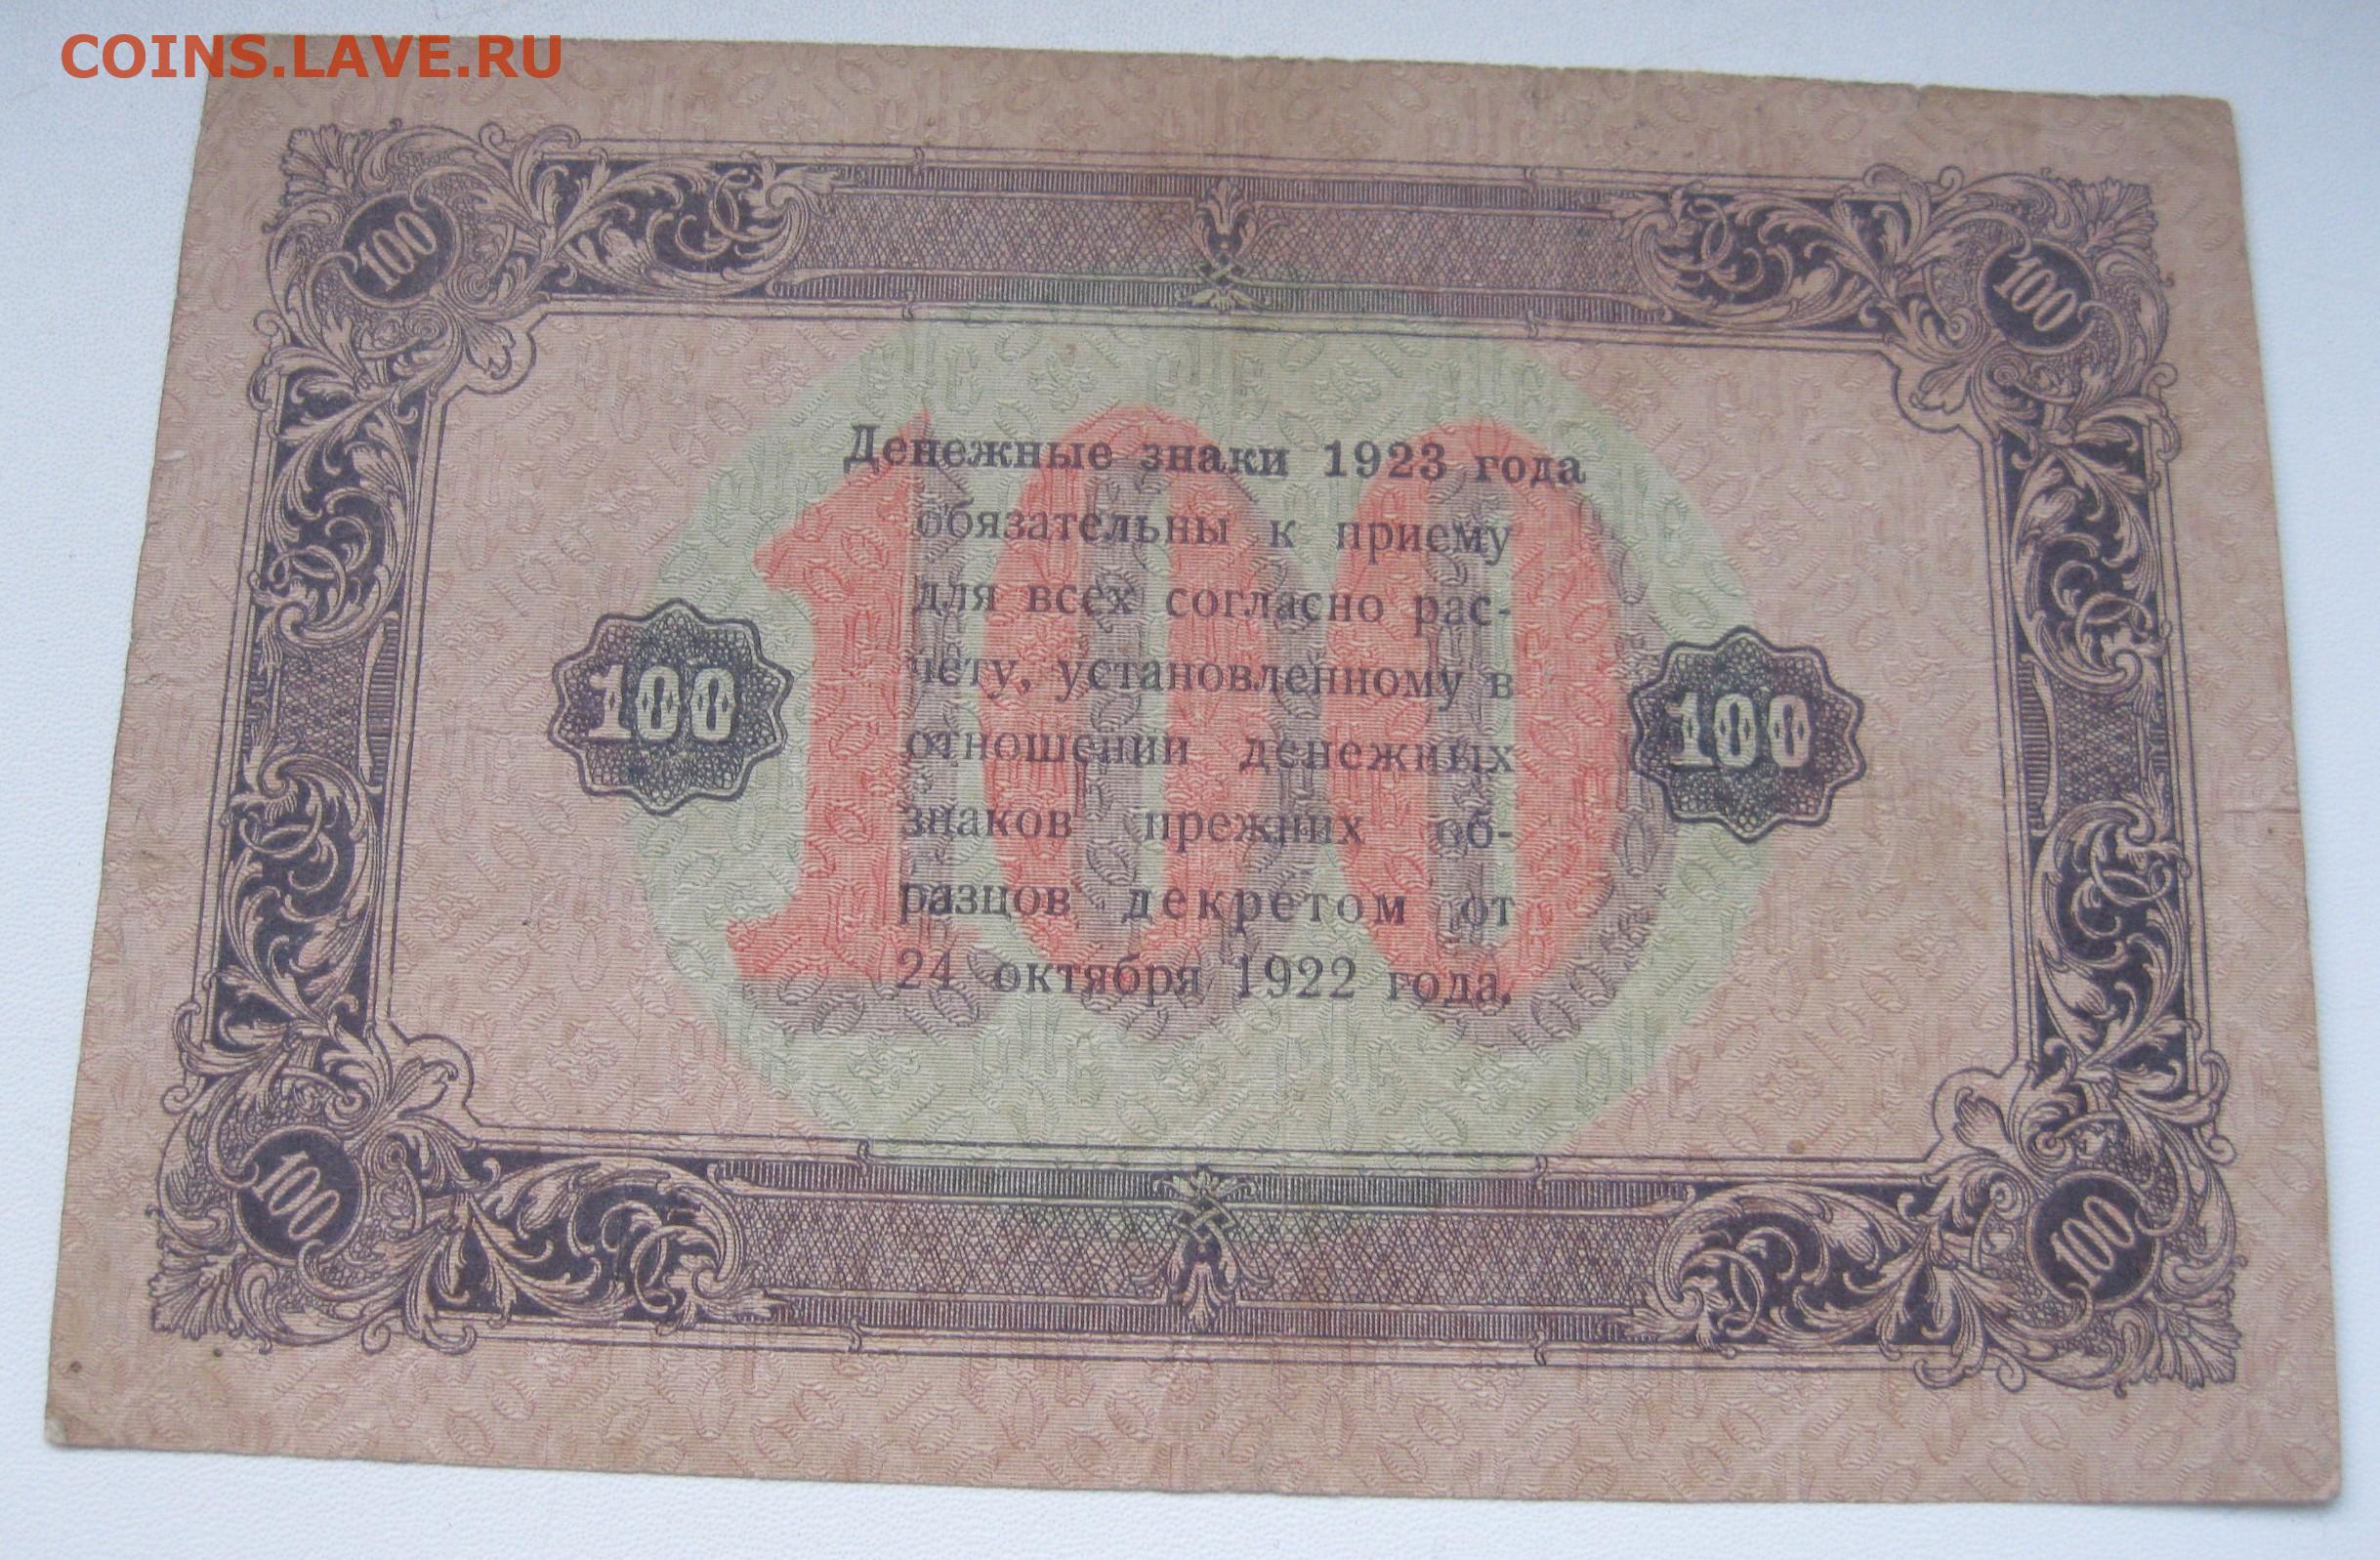 COINS.LAVE.RU
100 100
Денежные знаки 1923 года
обязательны к приему
для всех согласно рас-
чету, установленному в
100 100 100
отношении денежных
знаков прежних об-
разцов декретом от
24 октября 1922 года.
100 100